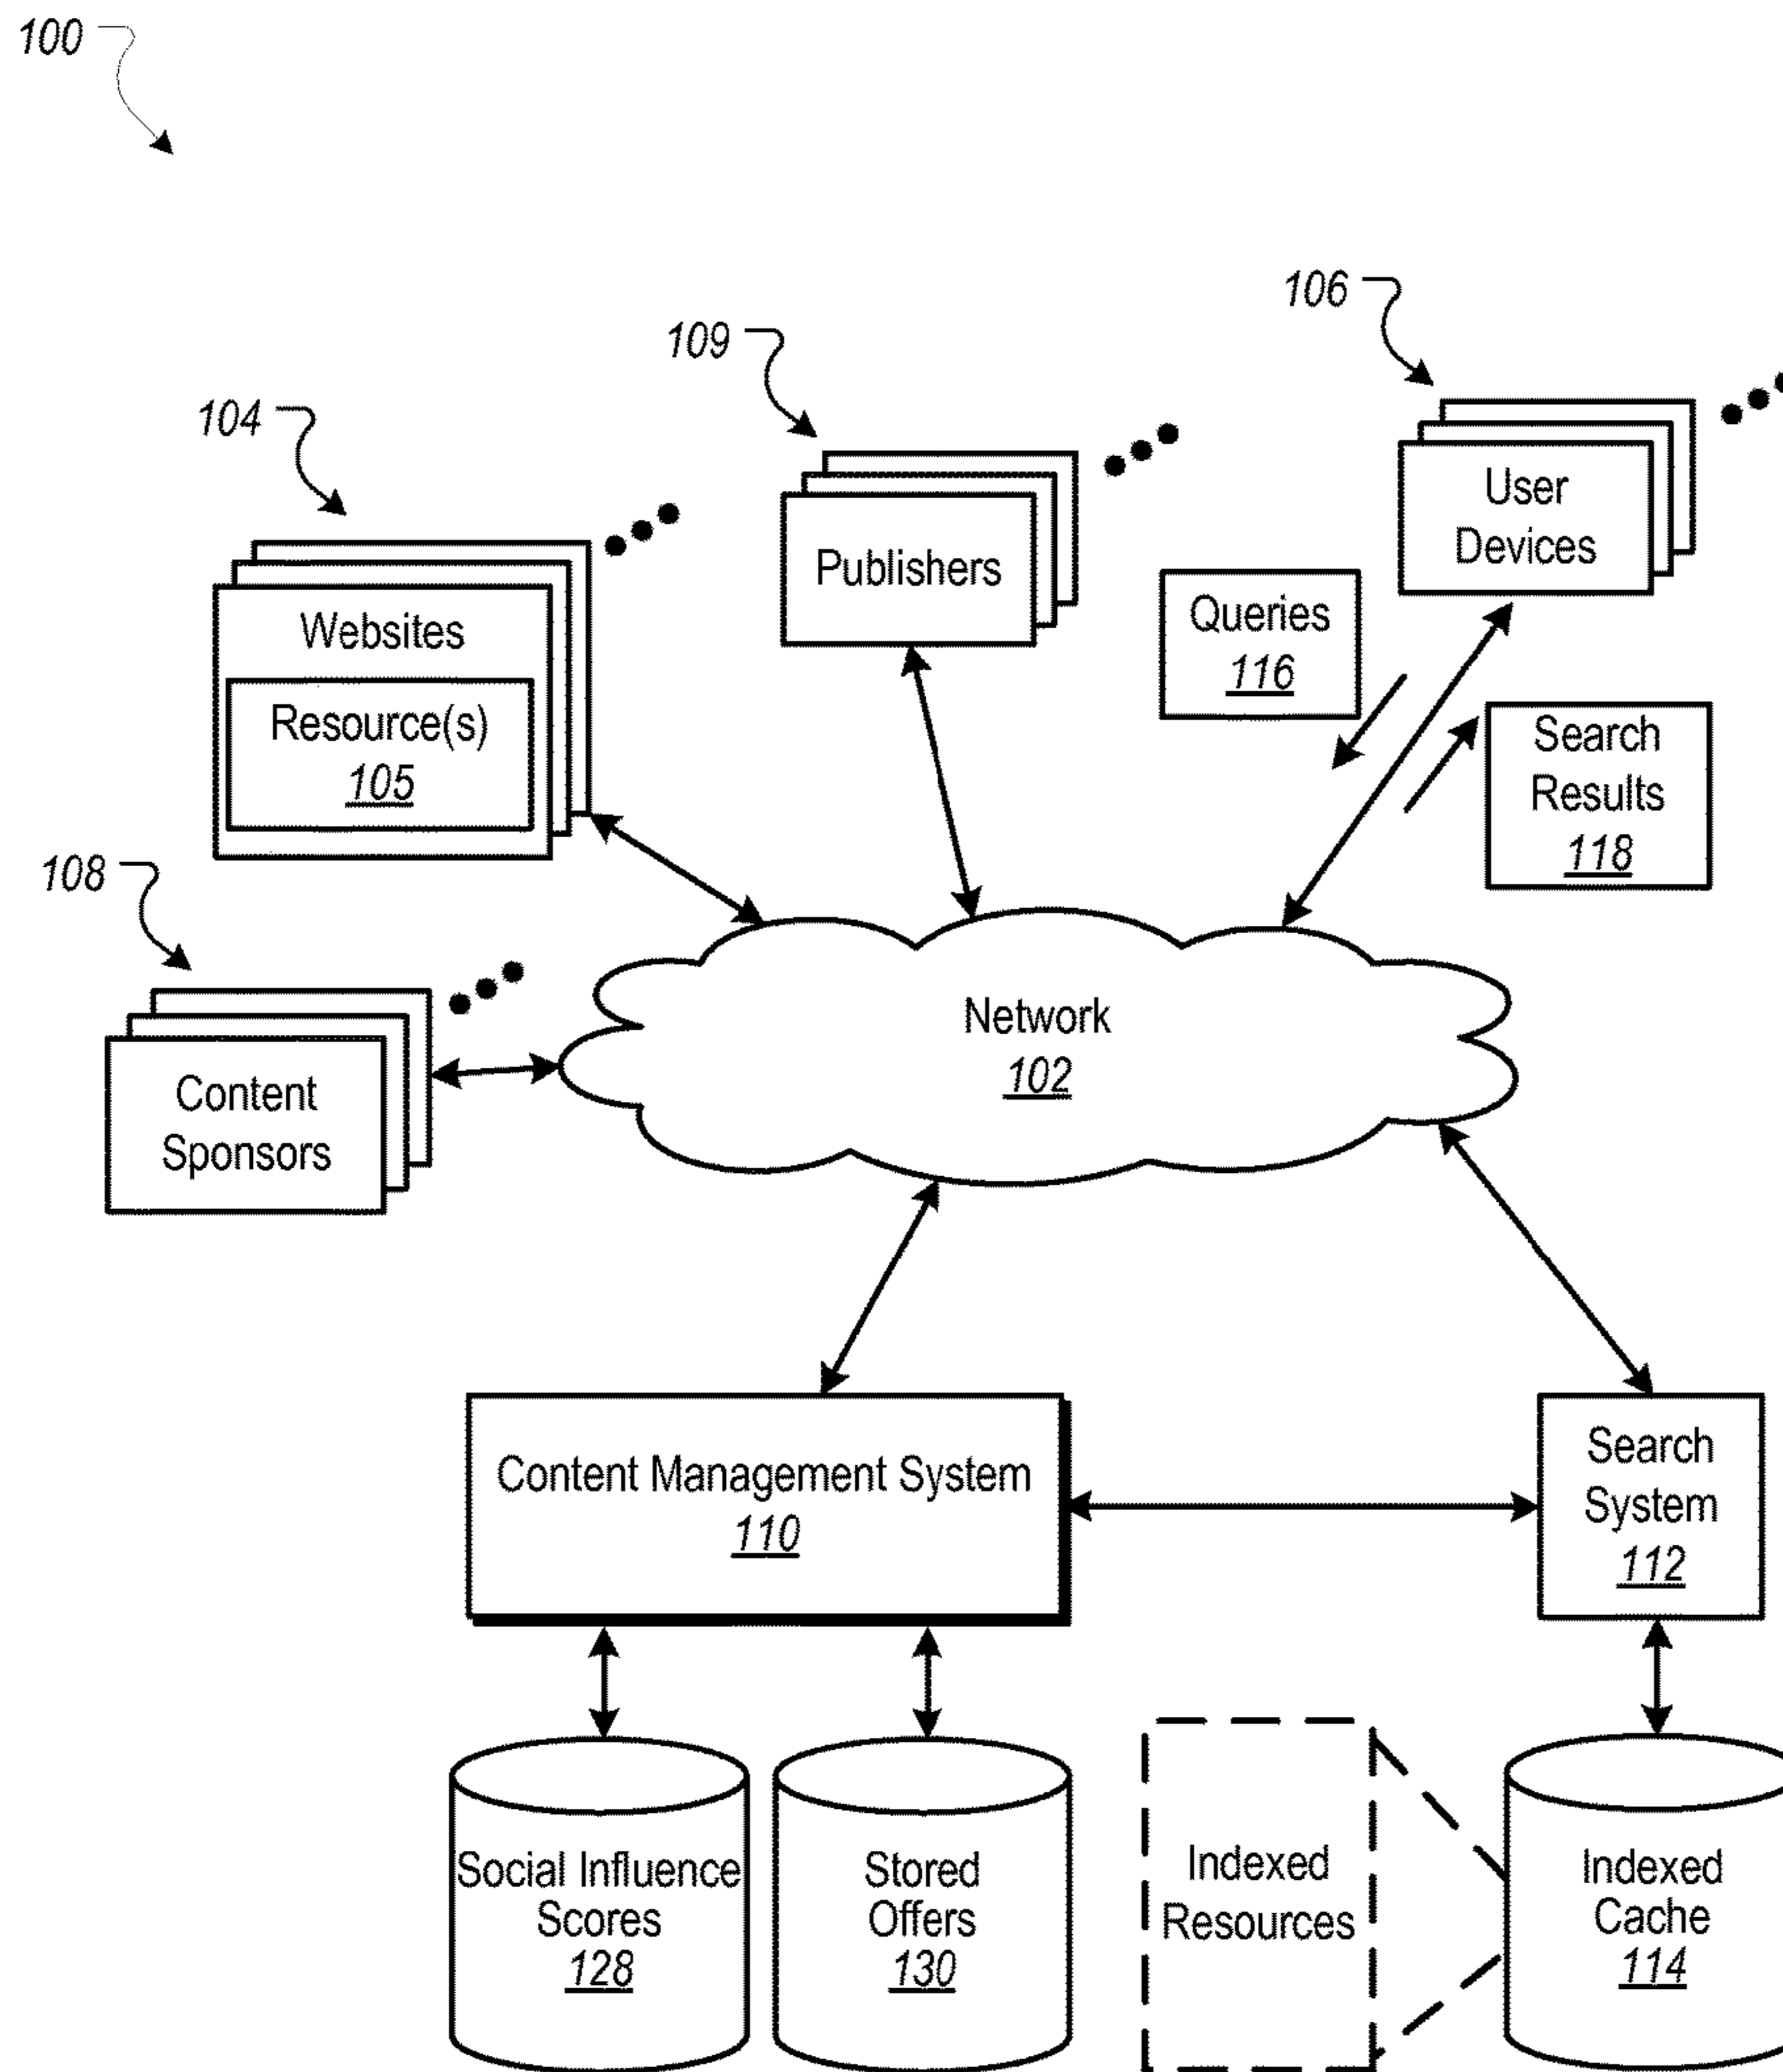 100
106
109
104
User
Devices
Publishers
Queries
116
Websites
Resource(s)
105
Search
Results
118
108
Network
102
Content
Sponsors
Content Management System
110
Search
System
112
Social Influence
Scores
128
Stored
Offers
130
Indexed
Resources
Indexed
Cache
114